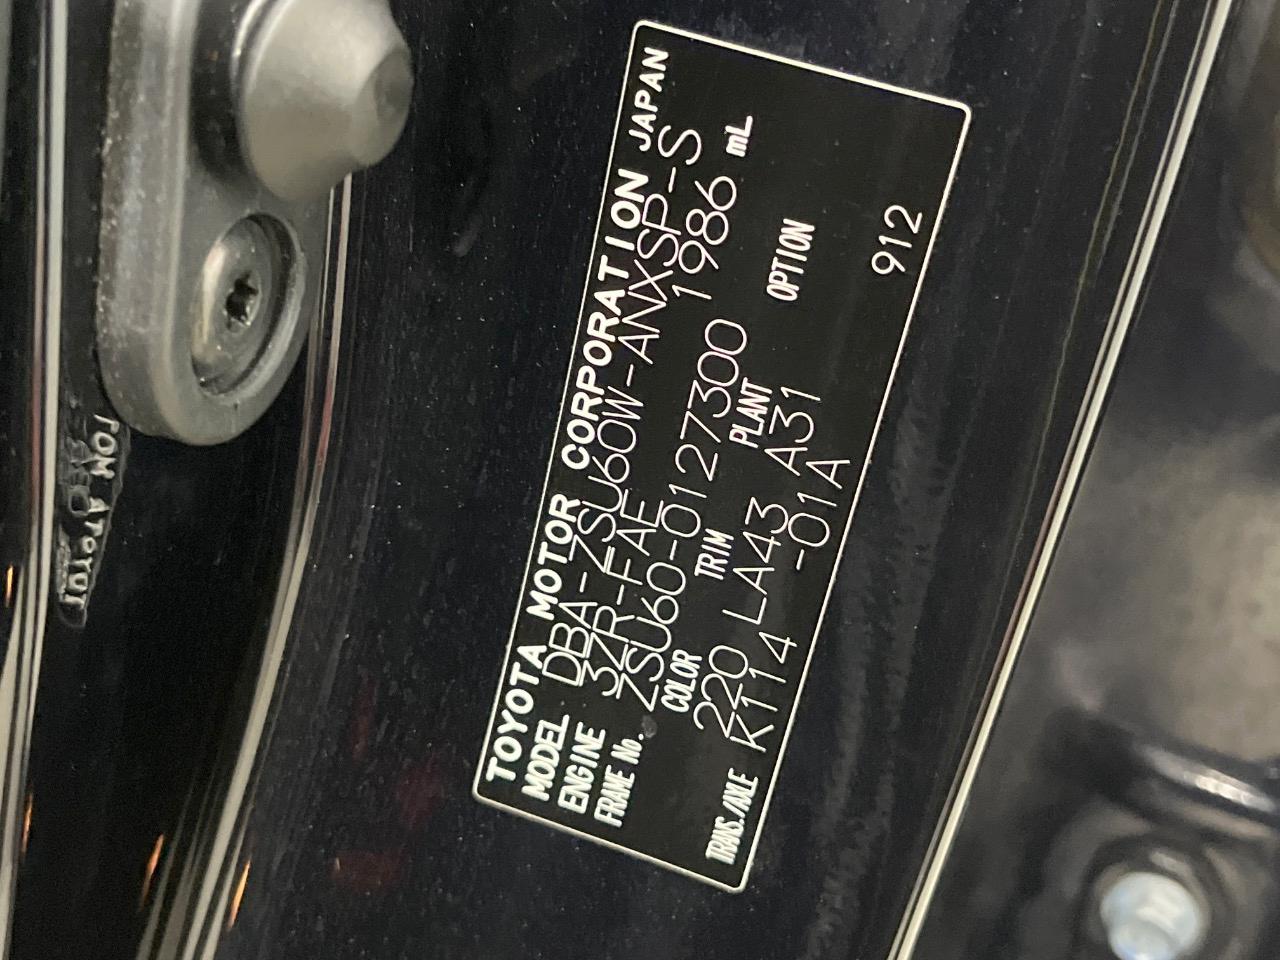 TOYOTA MOTOR CORPORATION JAPAN
MODEL DBA-ZSU60W-ANXSP-S
ENGINE 3ZR-FAE 1986 mL
FRAME No. ZSU60-0127300
COLOR TRIM PLANT OPTION
220 LA43 A31
TRANS./AXLE K114 -01A 912